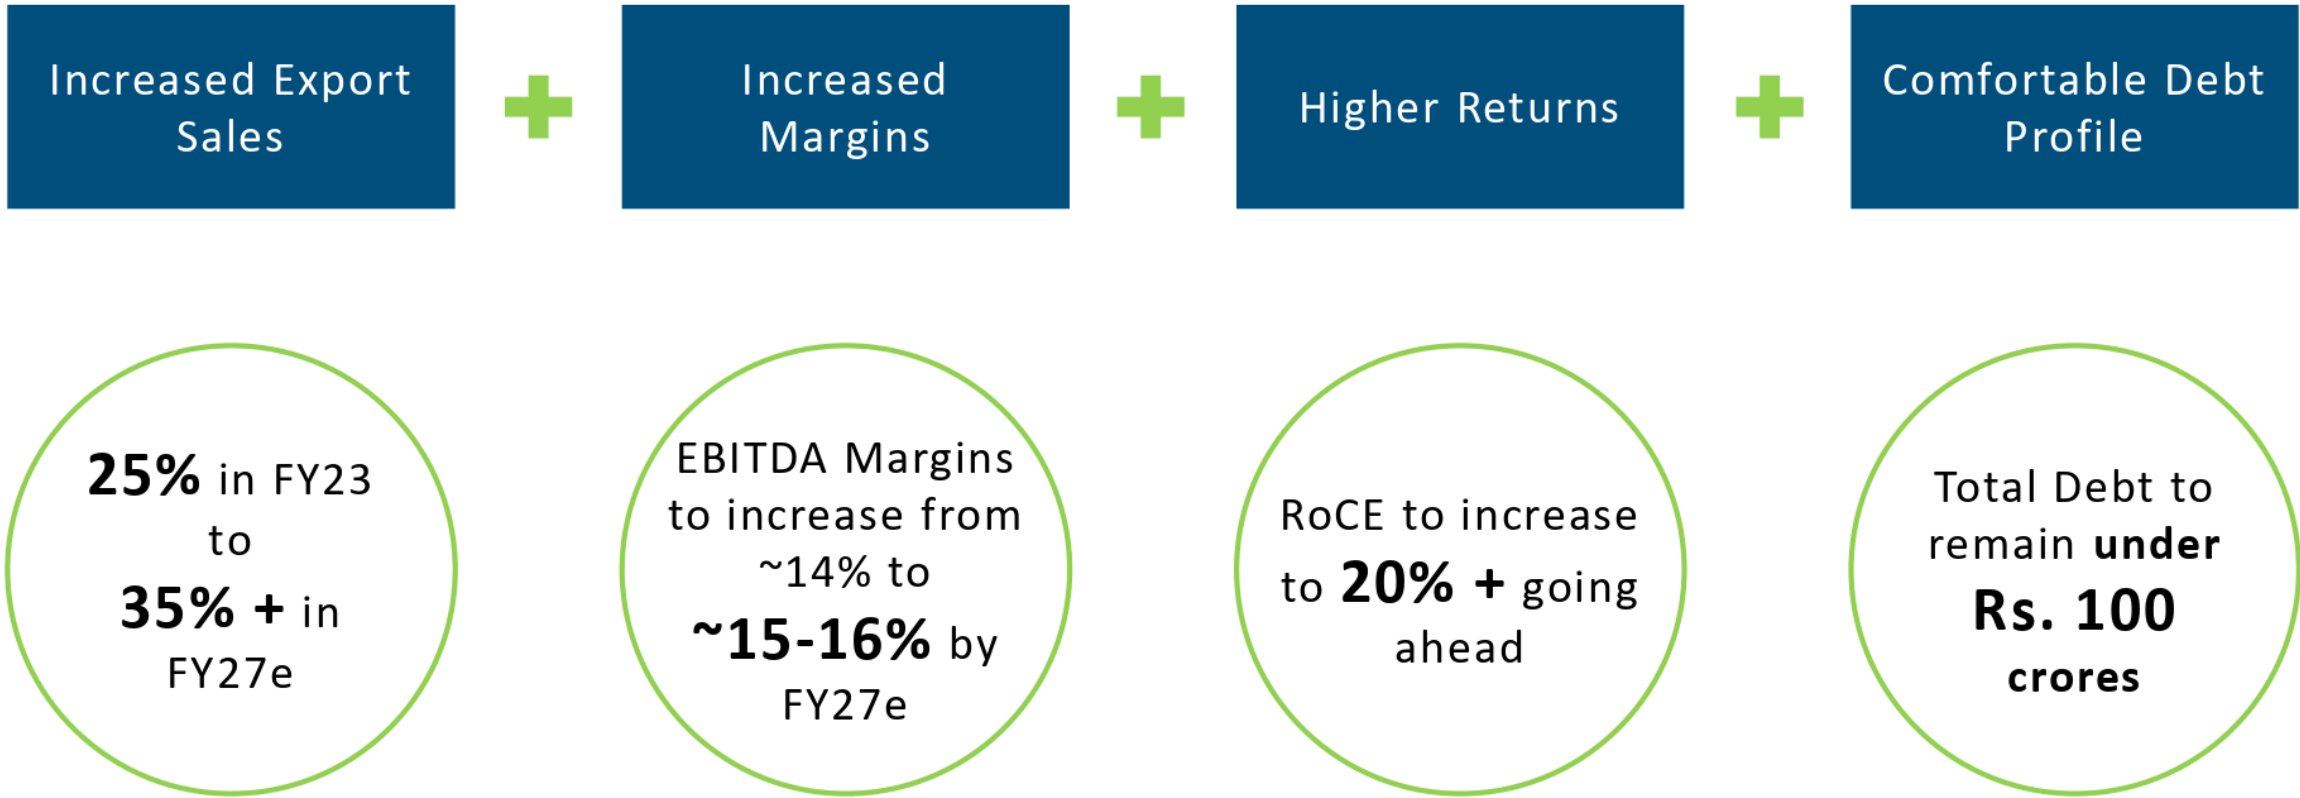 Increased Export
Sales
Increased
Margins
Higher Returns
Comfortable Debt
Profile
25% in FY23
to
35% + in
FY27e
EBITDA Margins
to increase from
~14% to
~15-16% by
FY27e
RoCE to increase
to 20% + going
ahead
Total Debt to
remain under
Rs. 100
crores